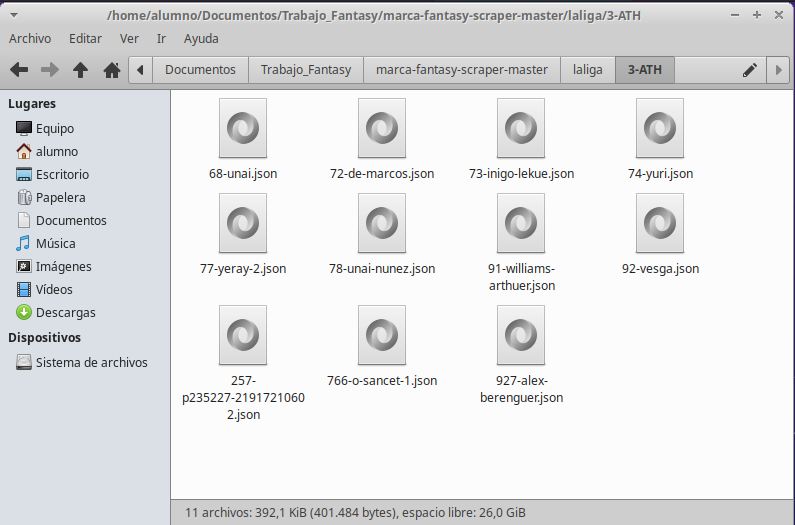 /home/alumno/Documentos/Trabajo_Fantasy/marca-fantasy-scraper-master/laliga/3-ATH
Archivo Editar Ver Ir Ayuda
Documentos Trabajo_Fantasy marca-fantasy-scraper-master laliga 3-ATH
Lugares
Equipo
alumno
Escritorio
Papelera
Documentos
Música
Imágenes
Vídeos
Descargas
Dispositivos
Sistema de archivos
68-unai.json
72-de-marcos.json
73-inigo-lekue.json
74-yuri.json
77-yeray-2.json
78-unai-nunez.json
91-williams-
arthuer.json
92-vesga.json
257-
p235227-2191721060
2.json
766-o-sancet-1.json
927-alex-
berenguer.json
11 archivos: 392,1 KiB (401.484 bytes), espacio libre: 26,0 GiB